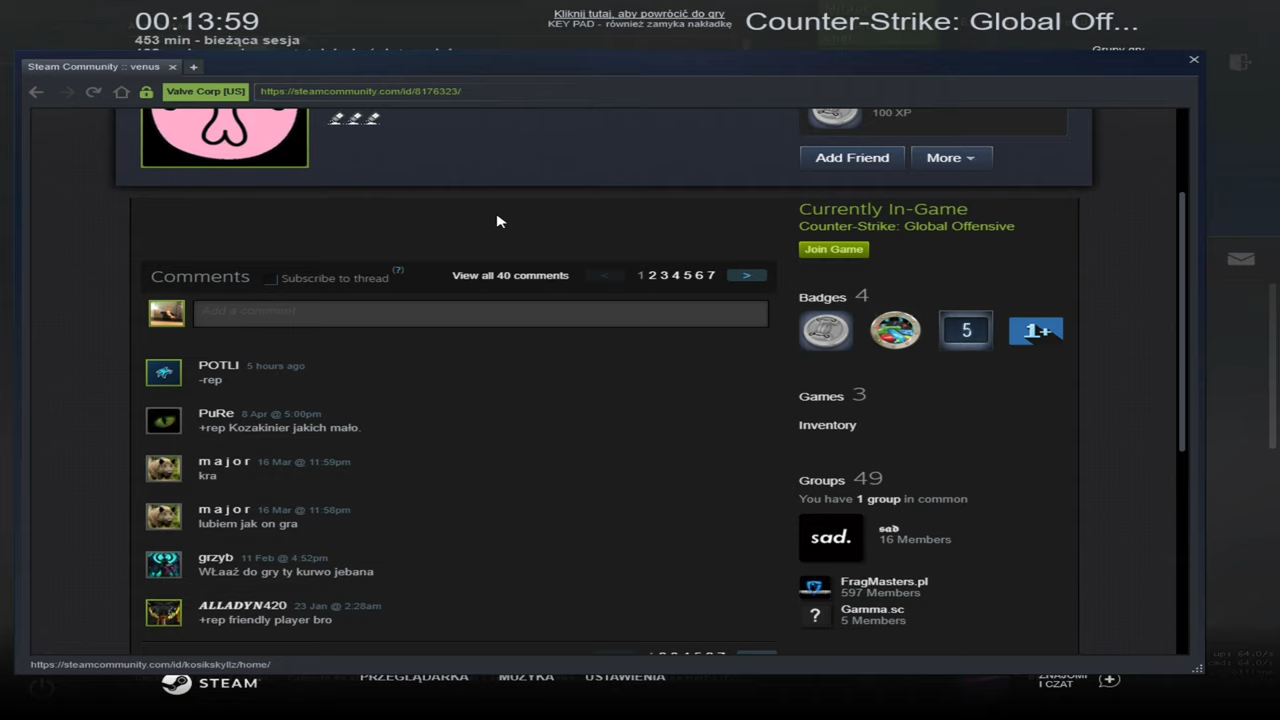 00:13:59
453 min - bieżąca sesja
Kliknij tutaj, aby powrócić do gry
KEY PAD - również zamyka nakładkę
Counter-Strike: Global Off...
Grupy gry
Steam Community :: venus
Valve Corp [US]
https://steamcommunity.com/id/8176323/
100 XP
Add Friend
More
Currently In-Game
Counter-Strike: Global Offensive
Join Game
Comments
Subscribe to thread (?)
View all 40 comments
< 1 2 3 4 5 6 7 >
Add a comment
Badges 4
5
1+
POTLI 5 hours ago
-rep
PuRe 8 Apr @ 5:00pm
+rep Kozakinier jakich mało.
m a j o r 16 Mar @ 11:59pm
kra
m a j o r 16 Mar @ 11:58pm
lubiem jak on gra
grzyb 11 Feb @ 4:52pm
WŁaaź do gry ty kurwo jebana
ALLADYN420 23 Jan @ 2:28am
+rep friendly player bro
Games 3
Inventory
Groups 49
You have 1 group in common
sad.
sad
16 Members
FragMasters.pl
597 Members
?
Gamma.sc
5 Members
https://steamcommunity.com/id/kosikskyllz/home/
STEAM
PRZEGLĄDARKA
MUZYKA
USTAWIENIA
ZNAJOMI
I CZAT